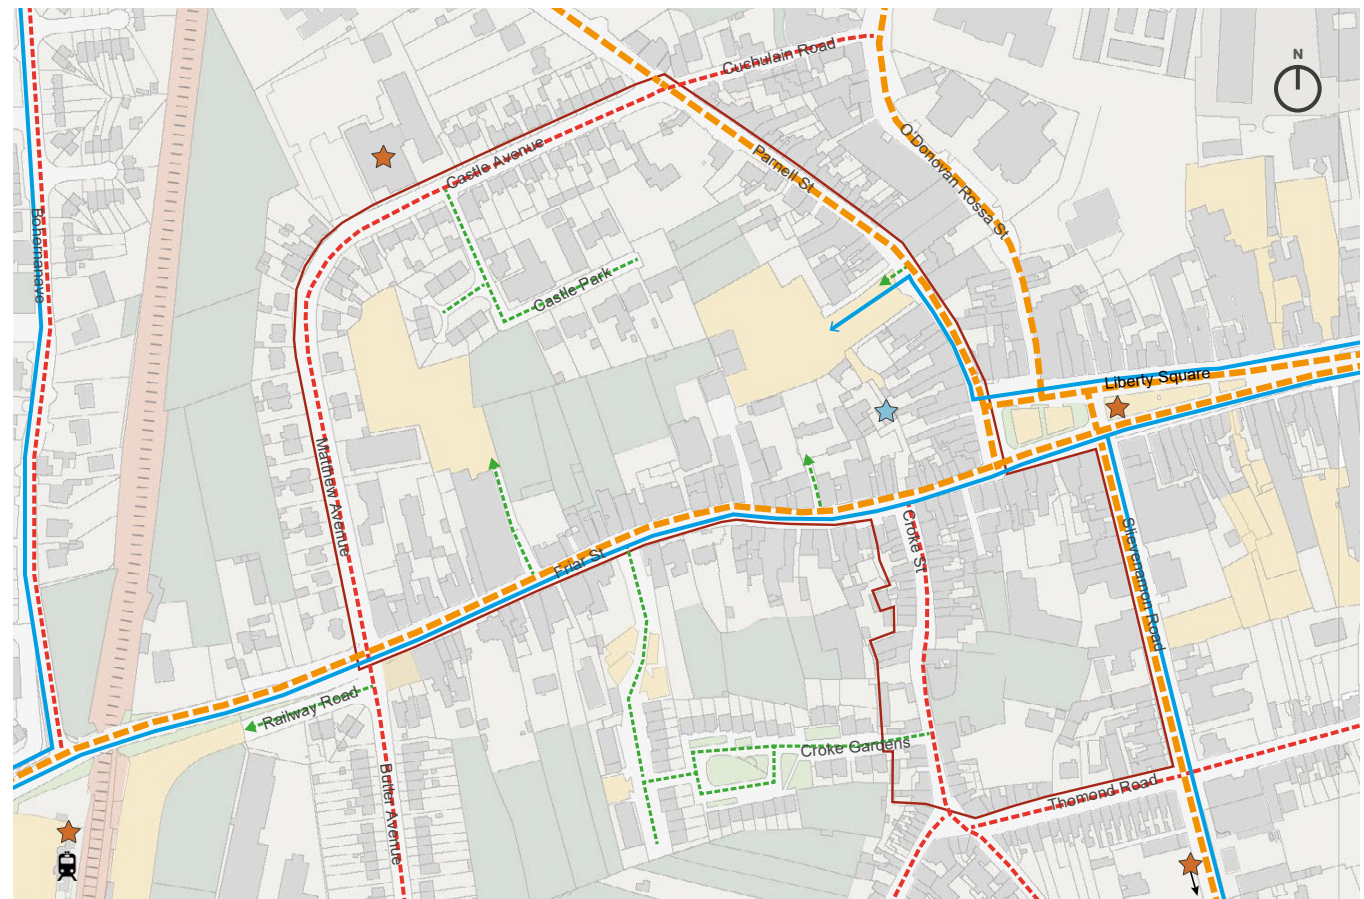 N
Cuchulain Road
O'Donovan Rossa St
Castle Avenue
Parnell St
Bohernanave
Castle Park
Liberty Square
Matthew Avenue
Croke St
Slievenamon Road
Friar St
Railway Road
Croke Gardens
Butler Avenue
Thomond Road